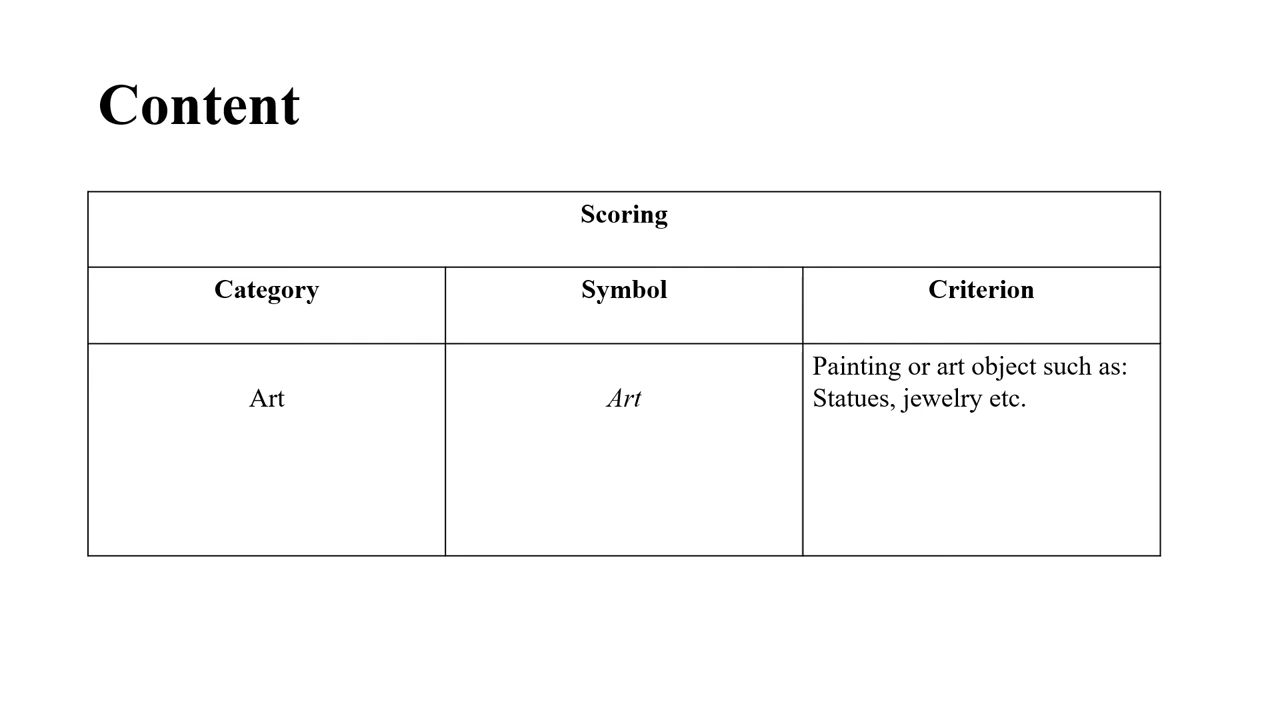 Content
Scoring
Category Symbol Criterion
Painting or art object such as:
Art Art Statues, jewelry etc.